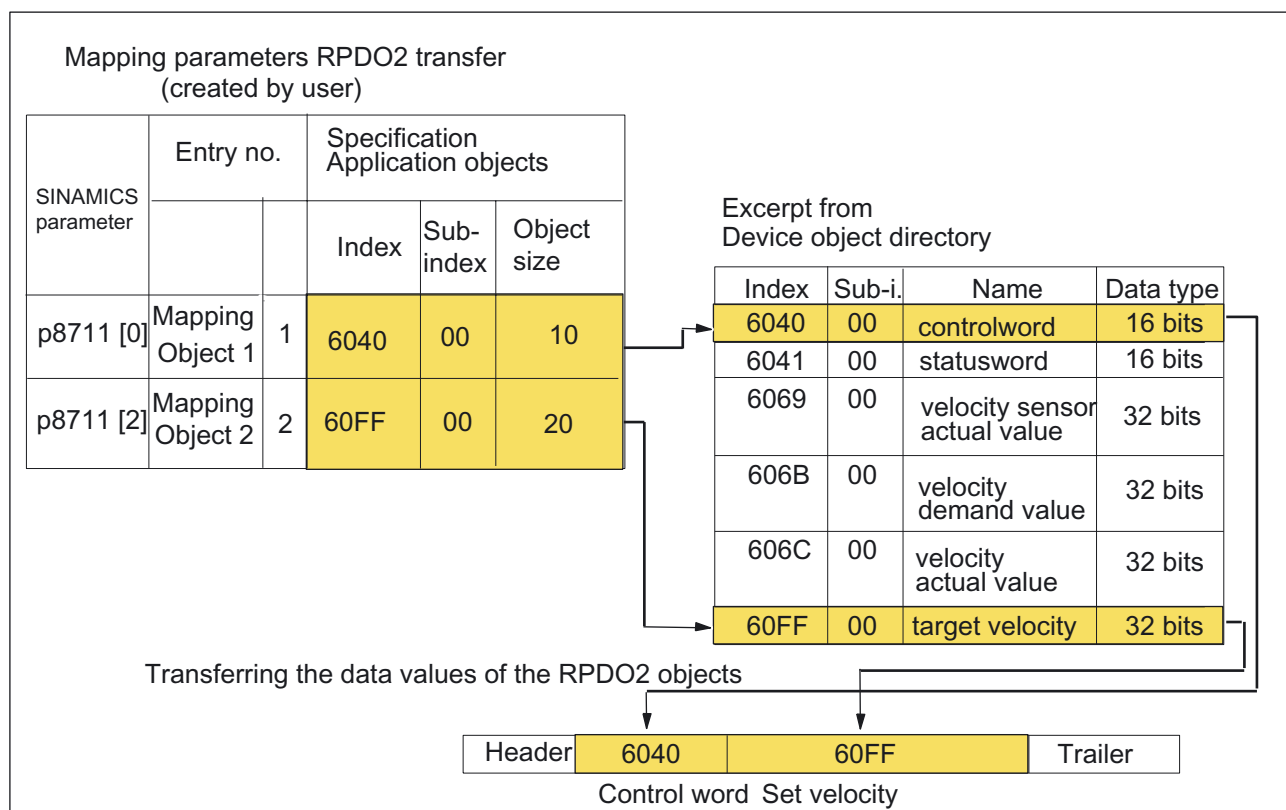 Mapping parameters RPDO2 transfer
(created by user)
SINAMICS
parameter
Entry no.
Specification
Application objects
Index
Sub-
index
Object
size
p8711 [0]
Mapping
Object 1
1
6040
00
10
p8711 [2]
Mapping
Object 2
2
60FF
00
20
Excerpt from
Device object directory
Index Sub-i. Name Data type
6040 00 controlword 16 bits
6041 00 statusword 16 bits
6069 00 velocity sensor
actual value
32 bits
606B 00 velocity
demand value
32 bits
606C 00 velocity
actual value
32 bits
60FF 00 target velocity 32 bits
Transferring the data values of the RPDO2 objects
Header 6040 60FF Trailer
Control word Set velocity